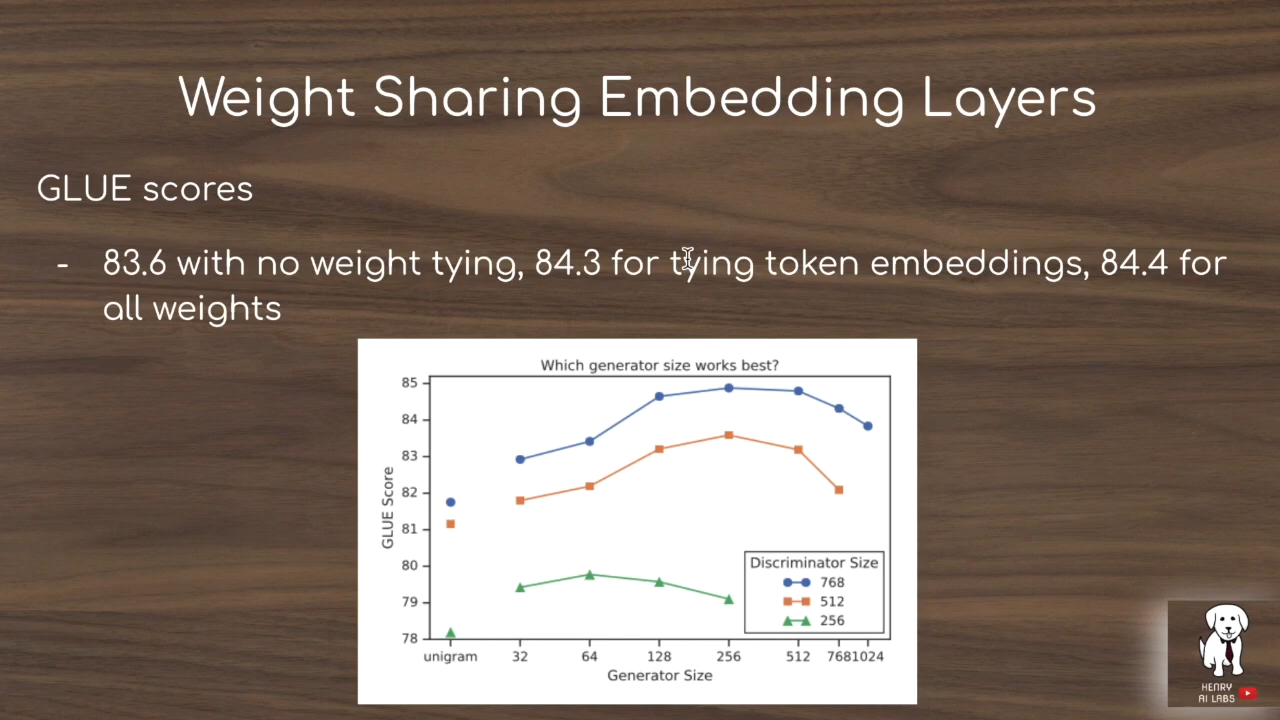 Weight Sharing Embedding Layers
GLUE scores
- 83.6 with no weight tying, 84.3 for tying token embeddings, 84.4 for
all weights
Which generator size works best?
85
84
83
82
81
80
79
78
GLUE Score
unigram 32 64 128 256 512 768 1024
Generator Size
Discriminator Size
768
512
256
HENRY
AI LABS